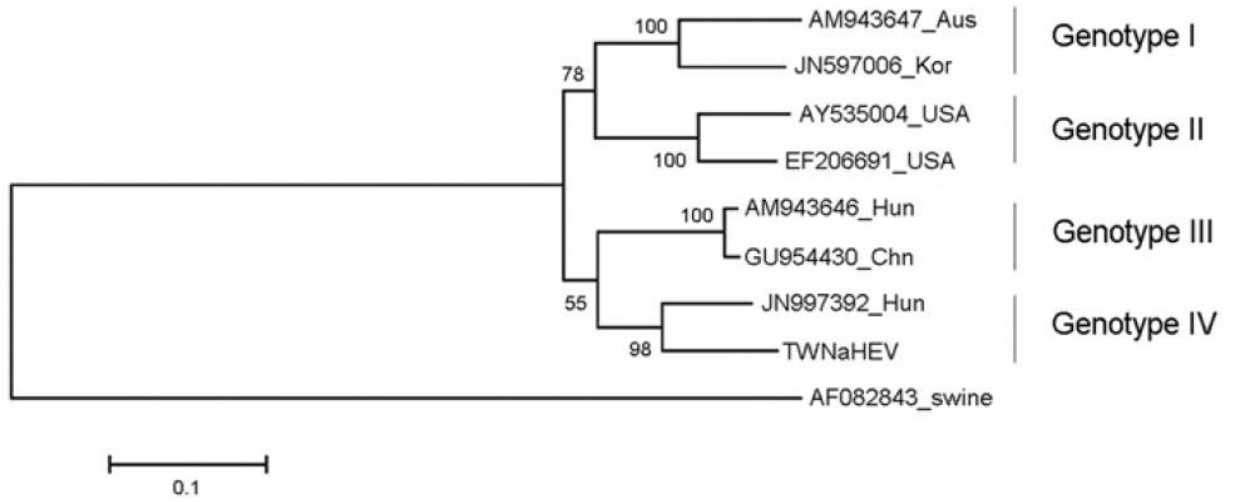 AM943647_Aus
100
Genotype I
JN597006_Kor
78
AY535004_USA
Genotype II
100
EF206691_USA
AM943646_Hun
100
Genotype III
GU954430_Chn
55
JN997392_Hun
Genotype IV
98
TWNaHEV
AF082843_swine
0.1